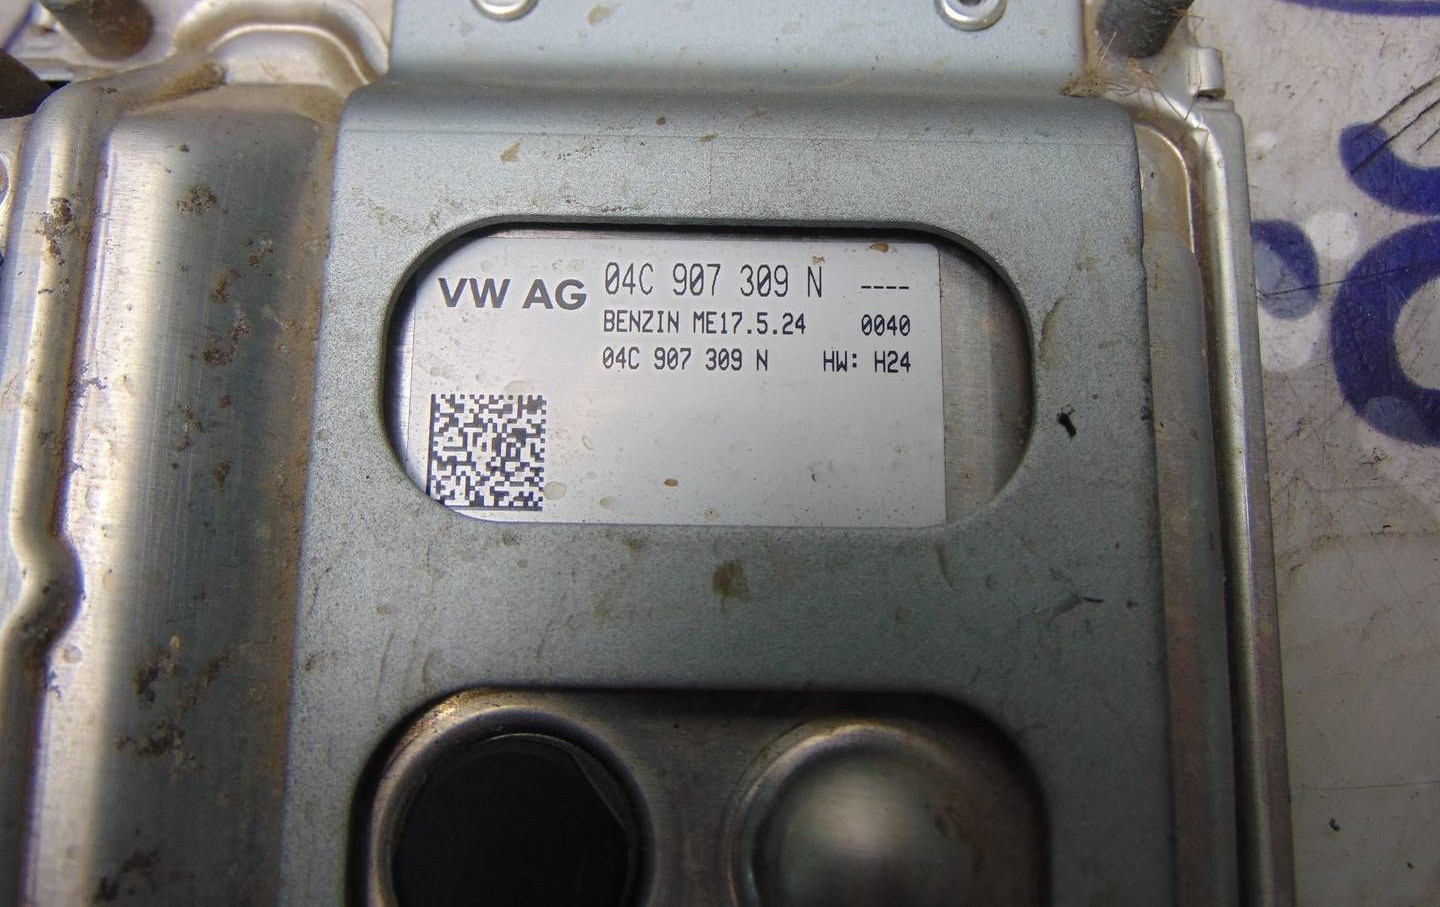 VW AG 04C 907 309 N ----
BENZIN ME17.5.24 0040
04C 907 309 N HW: H24